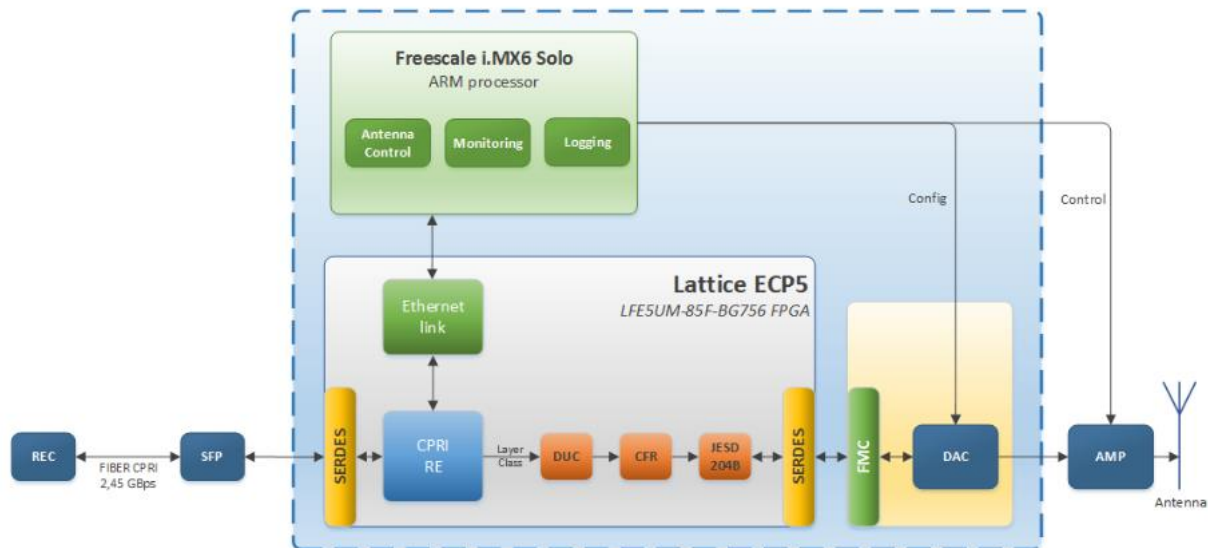 Freescale i.MX6 Solo
ARM processor
Antenna
Control
Monitoring
Logging
Config
Control
Lattice ECP5
LFE5UM-85F-BG756 FPGA
Ethernet
link
REC
FIBER CPRI
2,45 GBps
SFP
SERDES
CPRI
RE
Layer
Class
DUC
CFR
JESD
204B
SERDES
FMC
DAC
AMP
Antenna